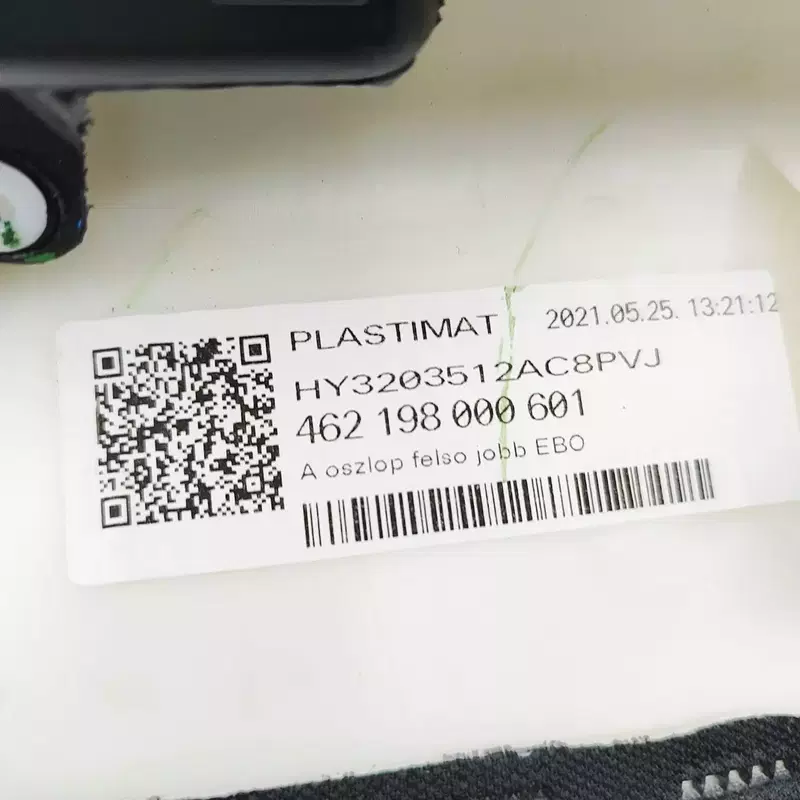 PLASTIMAT 2021.05.25. 13:21:12
HY3203512AC8PVJ
462 198 000 601
A oszlop felso jobb EBO